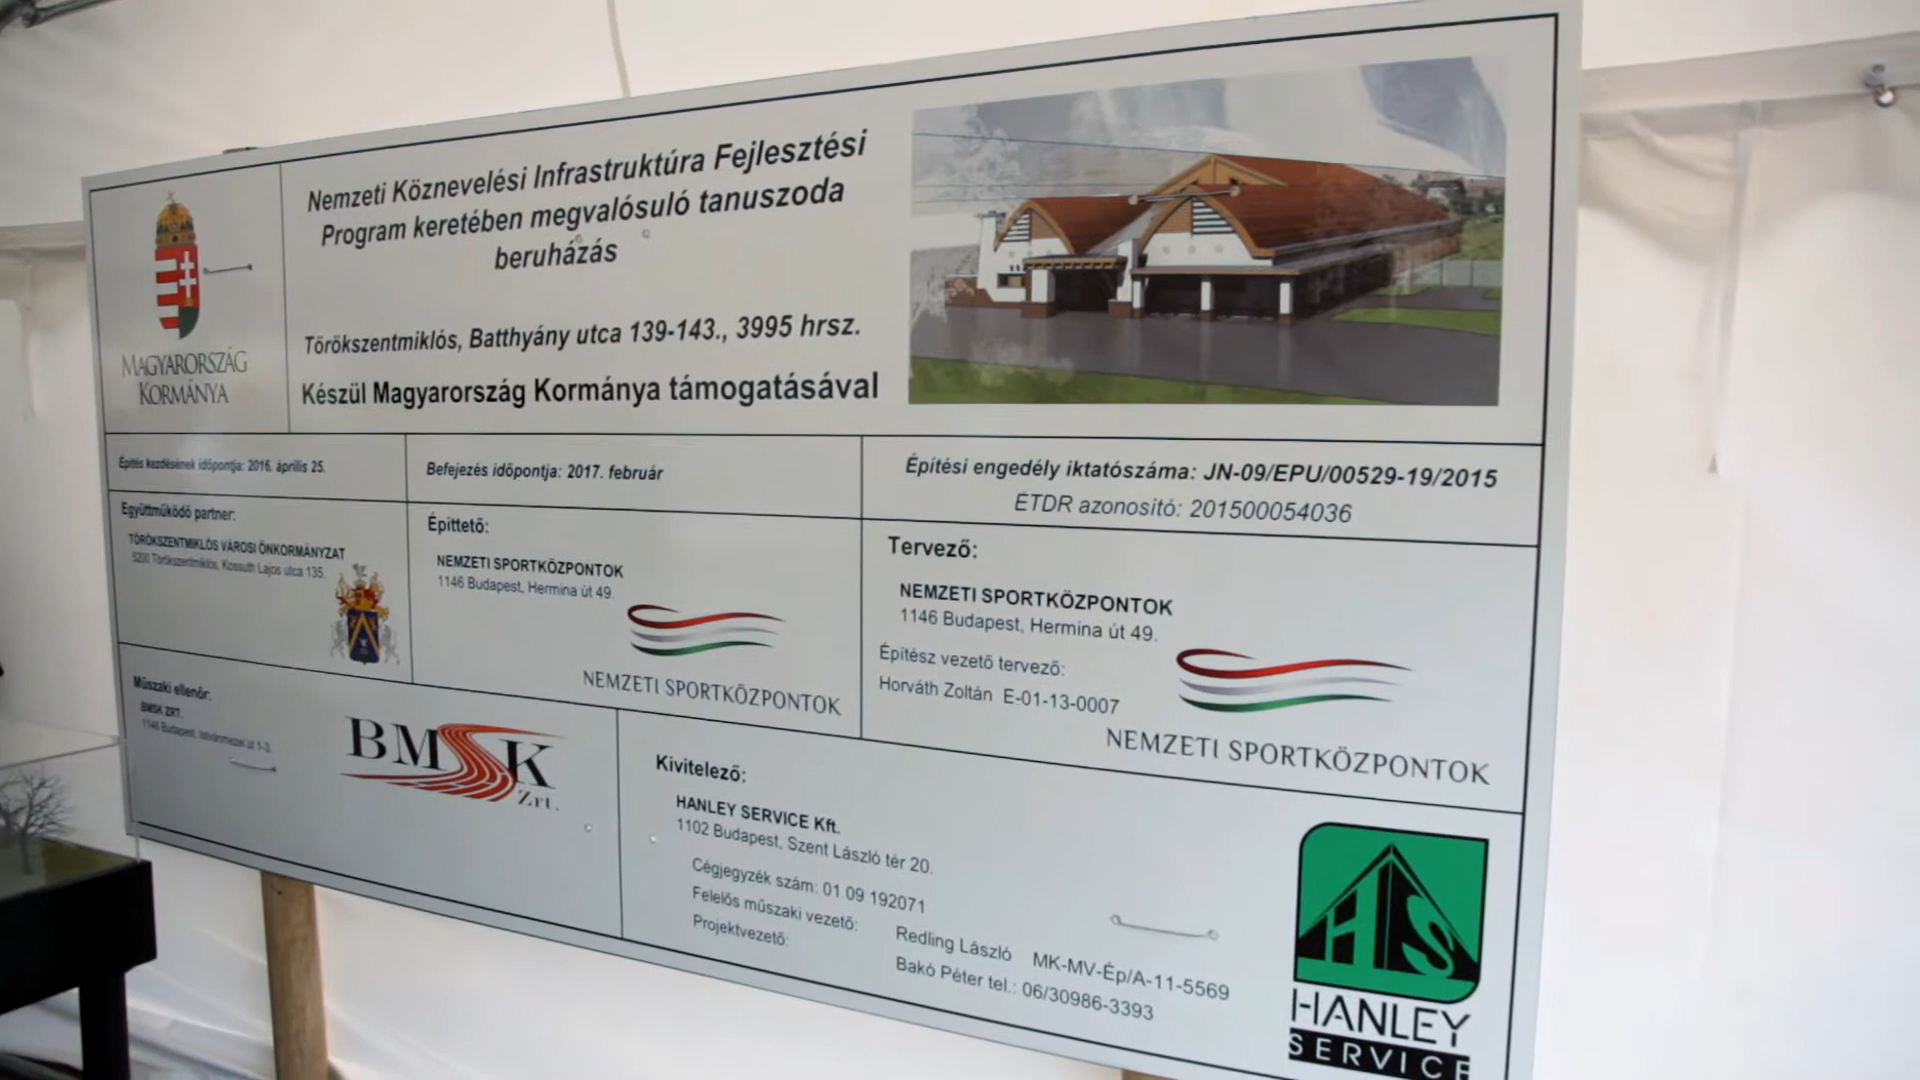 MAGYARORSZÁG
KORMÁNYA
Nemzeti Köznevelési Infrastruktúra Fejlesztési
Program keretében megvalósuló tanuszoda
beruházás
Törökszentmiklós, Batthyány utca 139-143., 3995 hrsz.
Készül Magyarország Kormánya támogatásával
Építés kezdésének időpontja: 2016. április 25.
Befejezés időpontja: 2017. február
Építési engedély iktatószáma: JN-09/EPU/00529-19/2015
ÉTDR azonosító: 201500054036
Együttműködő partner:
TÖRÖKSZENTMIKLÓS VÁROSI ÖNKORMÁNYZAT
5200 Törökszentmiklós, Kossuth Lajos utca 135.
Építtető:
NEMZETI SPORTKÖZPONTOK
1146 Budapest, Hermina út 49.
NEMZETI SPORTKÖZPONTOK
Tervező:
NEMZETI SPORTKÖZPONTOK
1146 Budapest, Hermina út 49.
Építész vezető tervező:
Horváth Zoltán E-01-13-0007
NEMZETI SPORTKÖZPONTOK
Műszaki ellenőr:
BMSK ZRT.
1146 Budapest, Istvánmezei út 1-3.
BMSK
Zrt.
Kivitelező:
HANLEY SERVICE Kft.
1102 Budapest, Szent László tér 20.
Cégjegyzék szám: 01 09 192071
Felelős műszaki vezető: Redling László MK-MV-Ép/A-11-5569
Projektvezető: Bakó Péter tel.: 06/30986-3393
HS
HANLEY
SERVICE